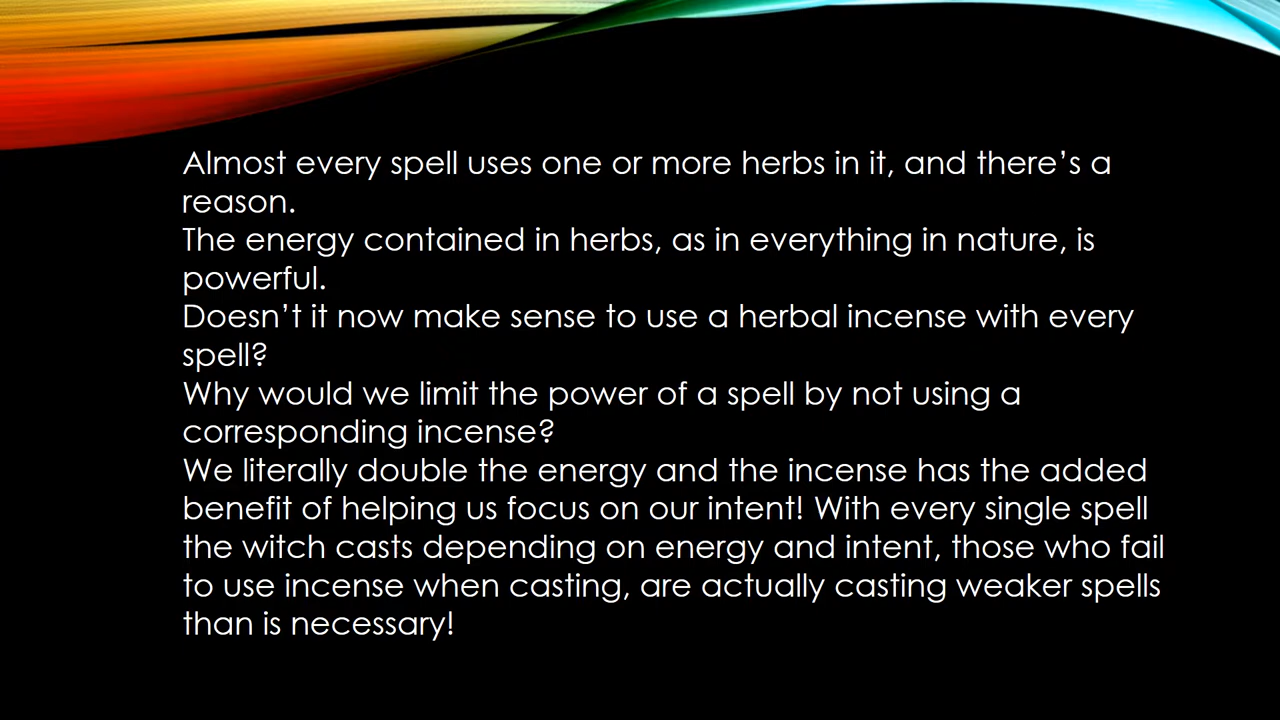 Almost every spell uses one or more herbs in it, and there’s a
reason.
The energy contained in herbs, as in everything in nature, is
powerful.
Doesn’t it now make sense to use a herbal incense with every
spell?
Why would we limit the power of a spell by not using a
corresponding incense?
We literally double the energy and the incense has the added
benefit of helping us focus on our intent! With every single spell
the witch casts depending on energy and intent, those who fail
to use incense when casting, are actually casting weaker spells
than is necessary!